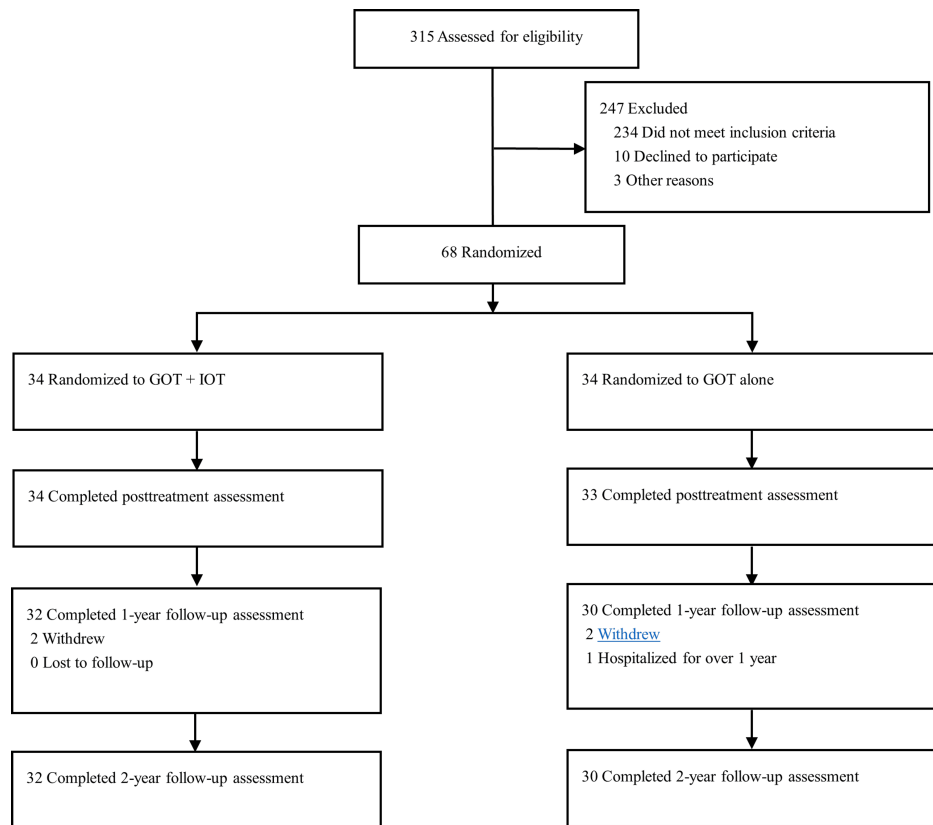 315 Assessed for eligibility
247 Excluded
234 Did not meet inclusion criteria
10 Declined to participate
3 Other reasons
68 Randomized
34 Randomized to GOT + IOT
34 Randomized to GOT alone
34 Completed posttreatment assessment
33 Completed posttreatment assessment
32 Completed 1-year follow-up assessment
2 Withdrew
0 Lost to follow-up
30 Completed 1-year follow-up assessment
2 Withdrew
1 Hospitalized for over 1 year
32 Completed 2-year follow-up assessment
30 Completed 2-year follow-up assessment